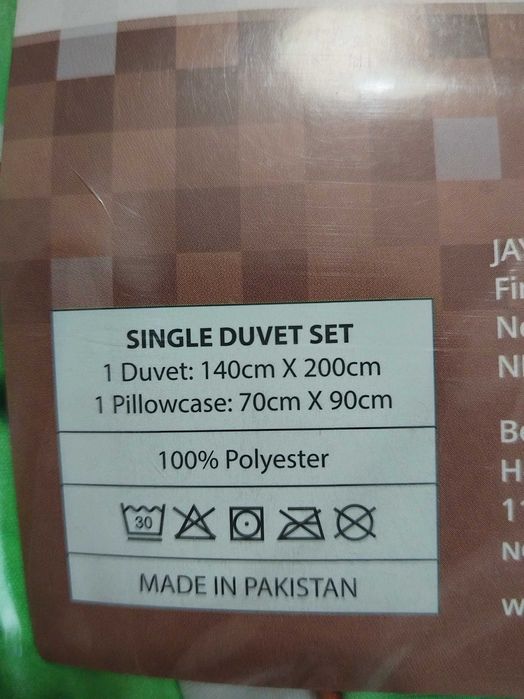 SINGLE DUVET SET
1 Duvet: 140cm X 200cm
1 Pillowcase: 70cm X 90cm
100% Polyester
30
MADE IN PAKISTAN